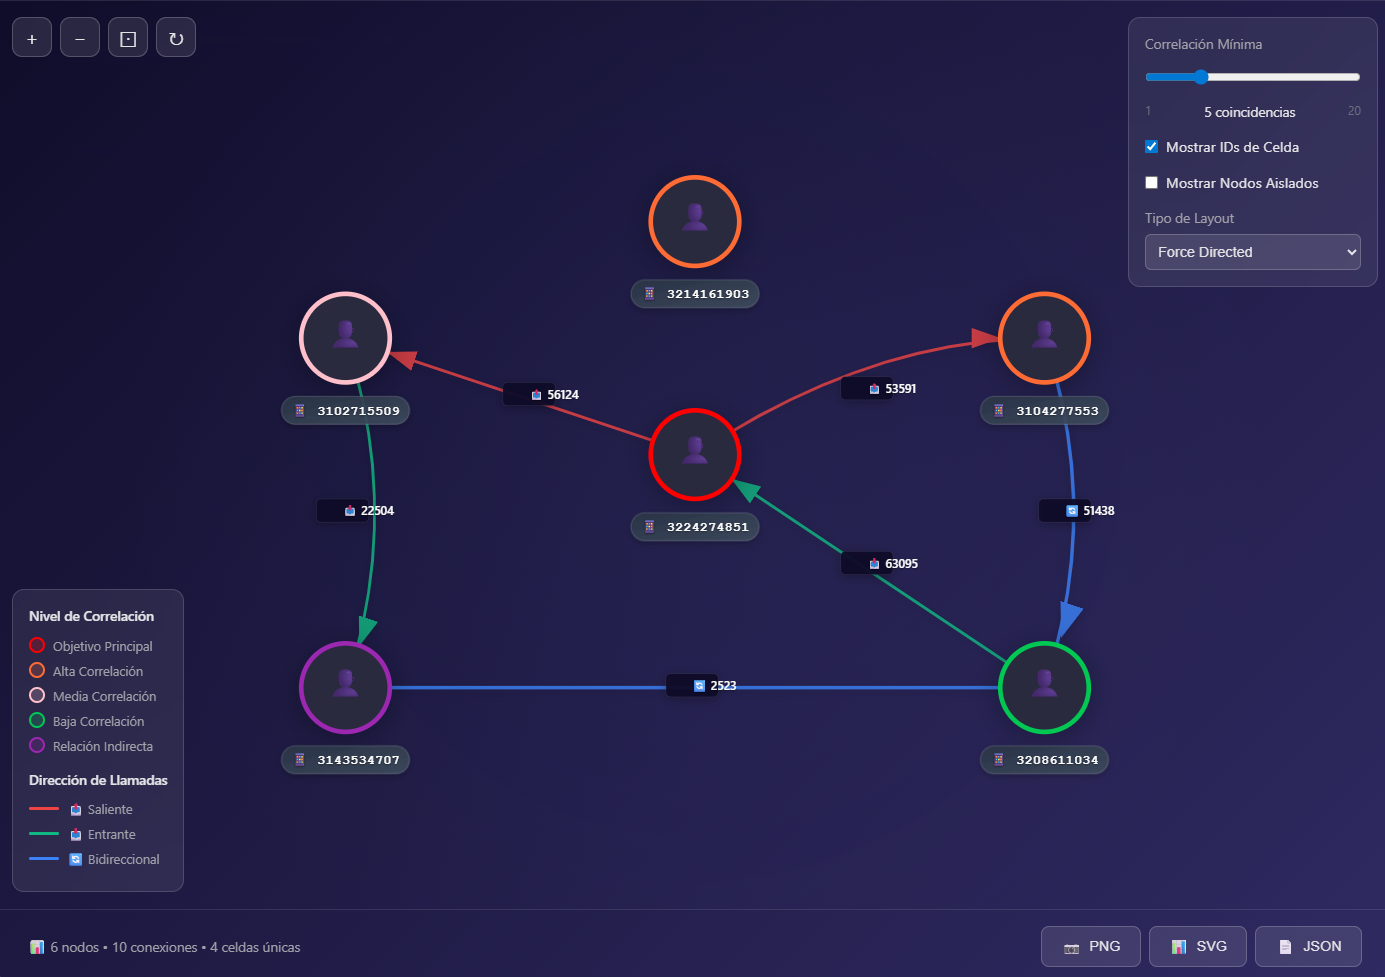 Correlación Mínima
1 5 coincidencias 20
Mostrar IDs de Celda
Mostrar Nodos Aislados
Tipo de Layout
Force Directed
3214161903
3102715509
56124
53591
3104277553
3224274851
22504
51438
63095
2523
3143534707
3208611034
Nivel de Correlación
Objetivo Principal
Alta Correlación
Media Correlación
Baja Correlación
Relación Indirecta
Dirección de Llamadas
Saliente
Entrante
Bidireccional
6 nodos • 10 conexiones • 4 celdas únicas
PNG
SVG
JSON